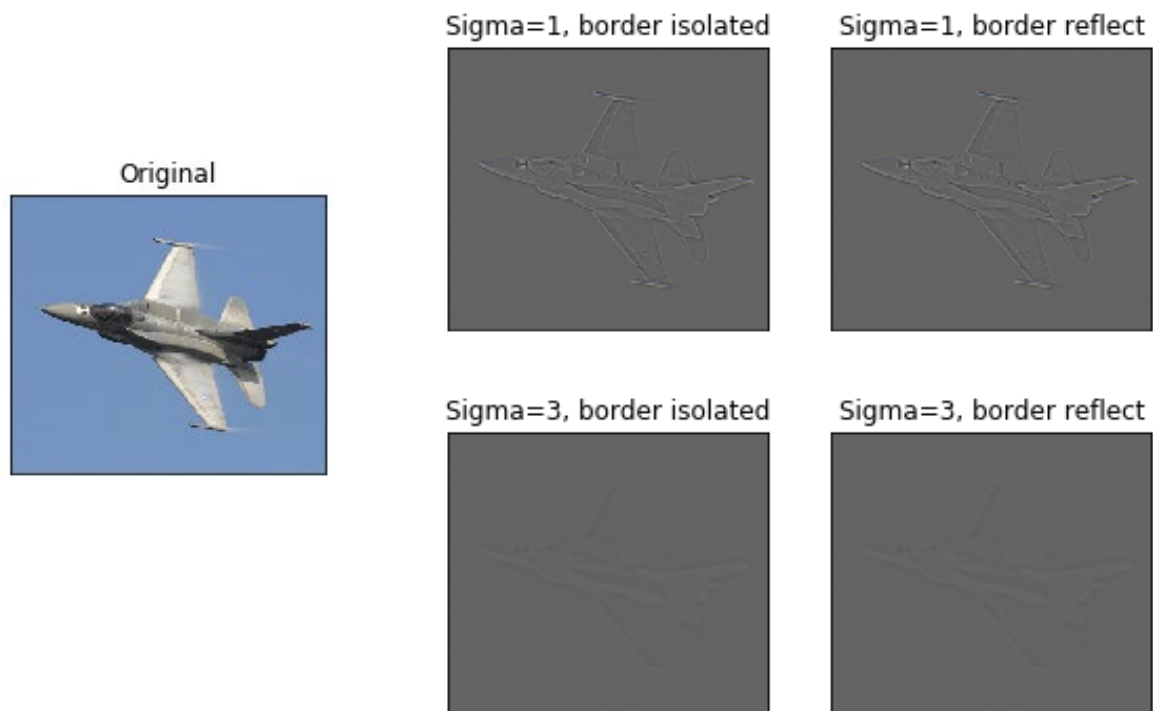 Sigma=1, border isolated
Sigma=1, border reflect
Original
Sigma=3, border isolated
Sigma=3, border reflect